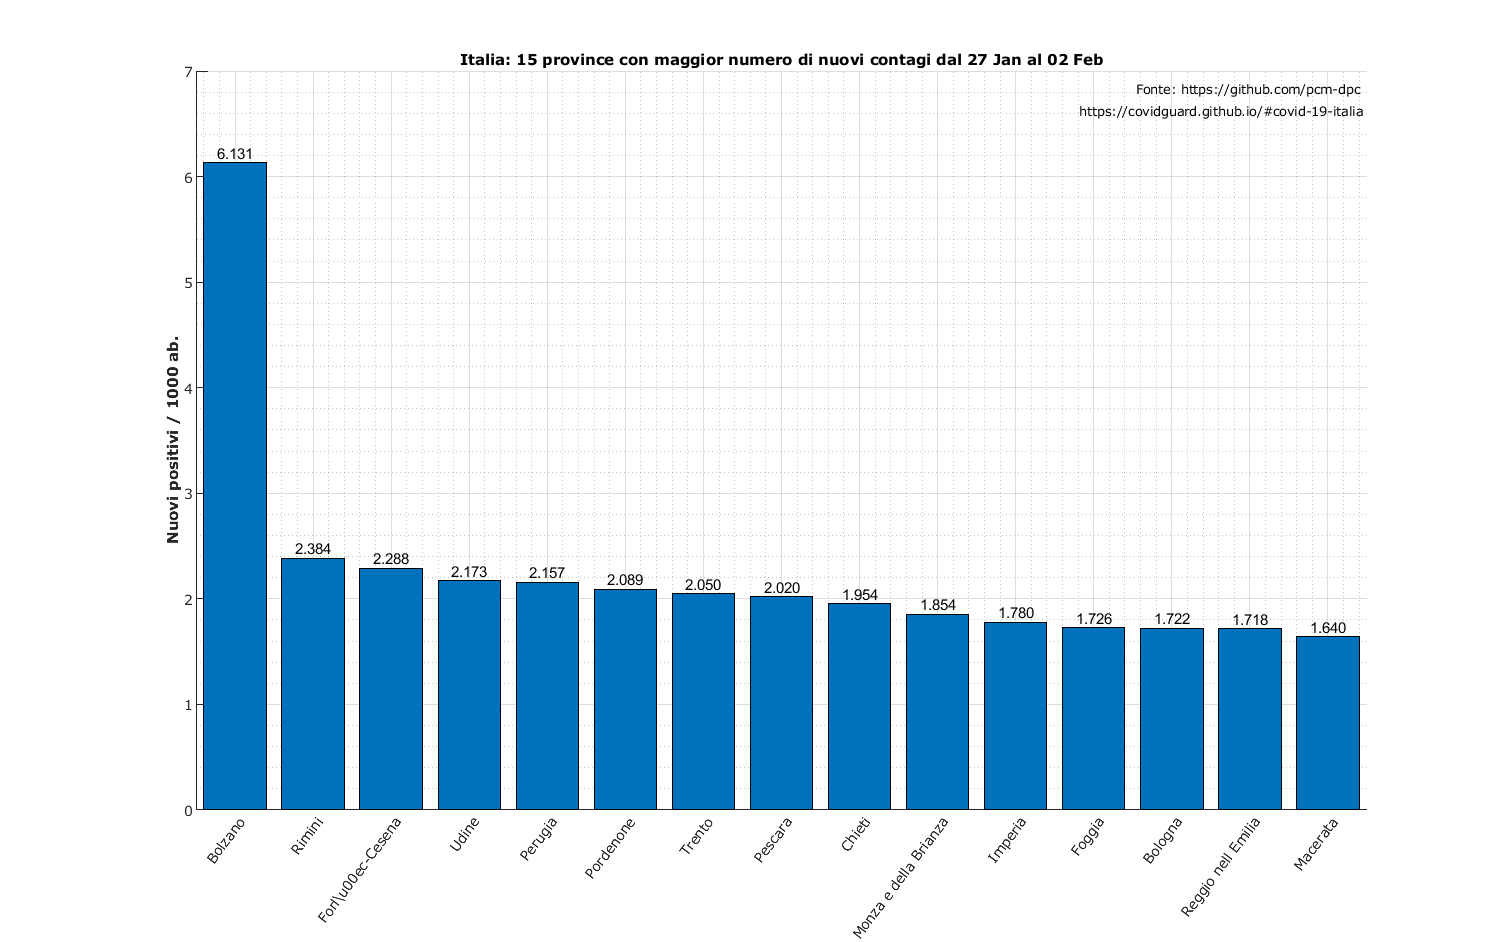 Italia: 15 province con maggior numero di nuovi contagi dal 27 Jan al 02 Feb
Fonte: https://github.com/pcm-dpc
https://covidguard.github.io/#covid-19-italia
Nuovi positivi / 1000 ab.
7
6
5
4
3
2
1
0
6.131
2.384
2.288
2.173
2.157
2.089
2.050
2.020
1.954
1.854
1.780
1.726
1.722
1.718
1.640
Bolzano
Rimini
Forl\u00ec-Cesena
Udine
Perugia
Pordenone
Trento
Pescara
Chieti
Monza e della Brianza
Imperia
Foggia
Bologna
Reggio nell Emilia
Macerata